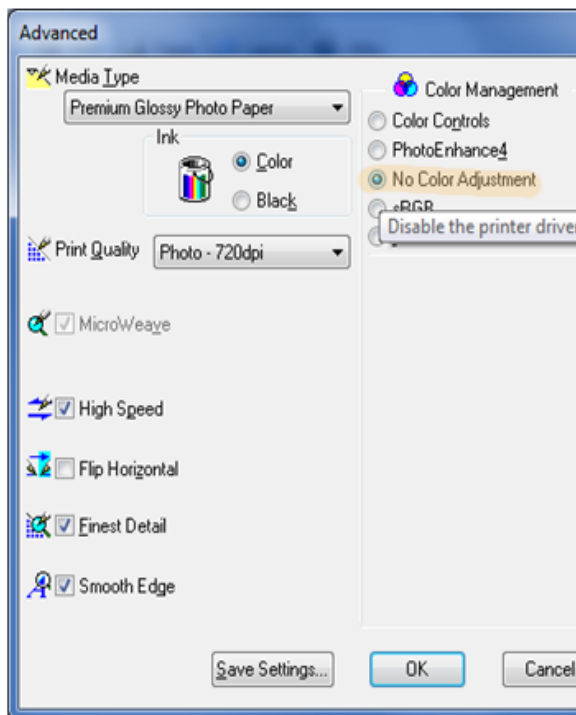 Advanced
Media Type
Premium Glossy Photo Paper
Ink
Color
Black
Print Quality
Photo - 720dpi
MicroWeave
High Speed
Flip Horizontal
Finest Detail
Smooth Edge
Color Management
Color Controls
PhotoEnhance4
No Color Adjustment
sRGB
Disable the printer driver
Save Settings...
OK
Cancel